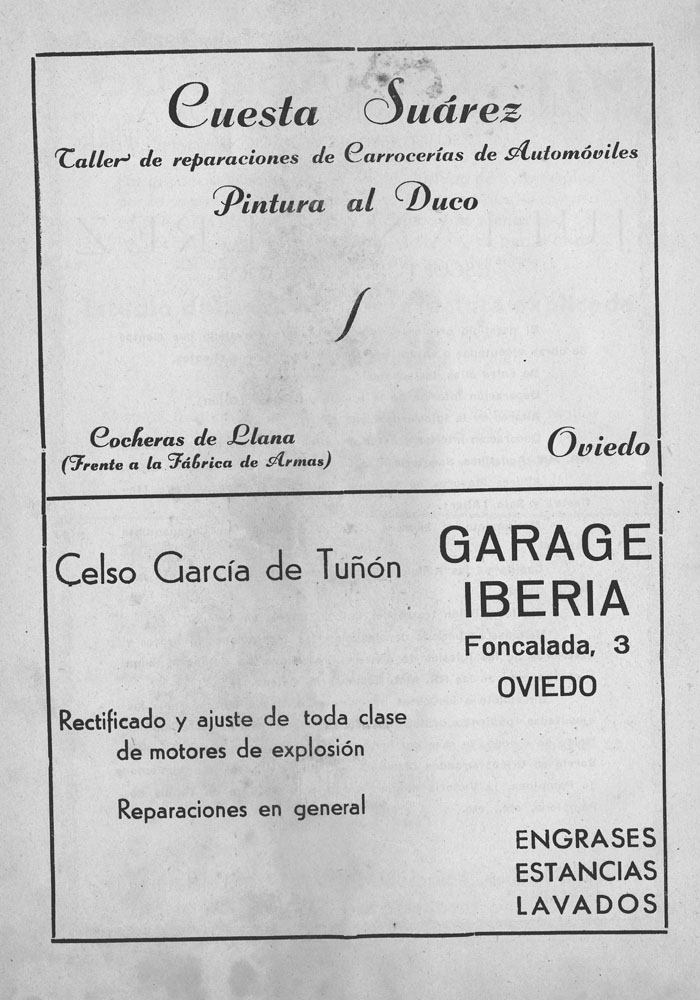 Cuesta Suárez
Taller de reparaciones de Carrocerías de Automóviles
Pintura al Duco
Cocheras de Llana
(Frente a la Fábrica de Armas)
Oviedo
Celso García de Tuñón
GARAGE
IBERIA
Foncalada, 3
OVIEDO
Rectificado y ajuste de toda clase
de motores de explosión
Reparaciones en general
ENGRASES
ESTANCIAS
LAVADOS